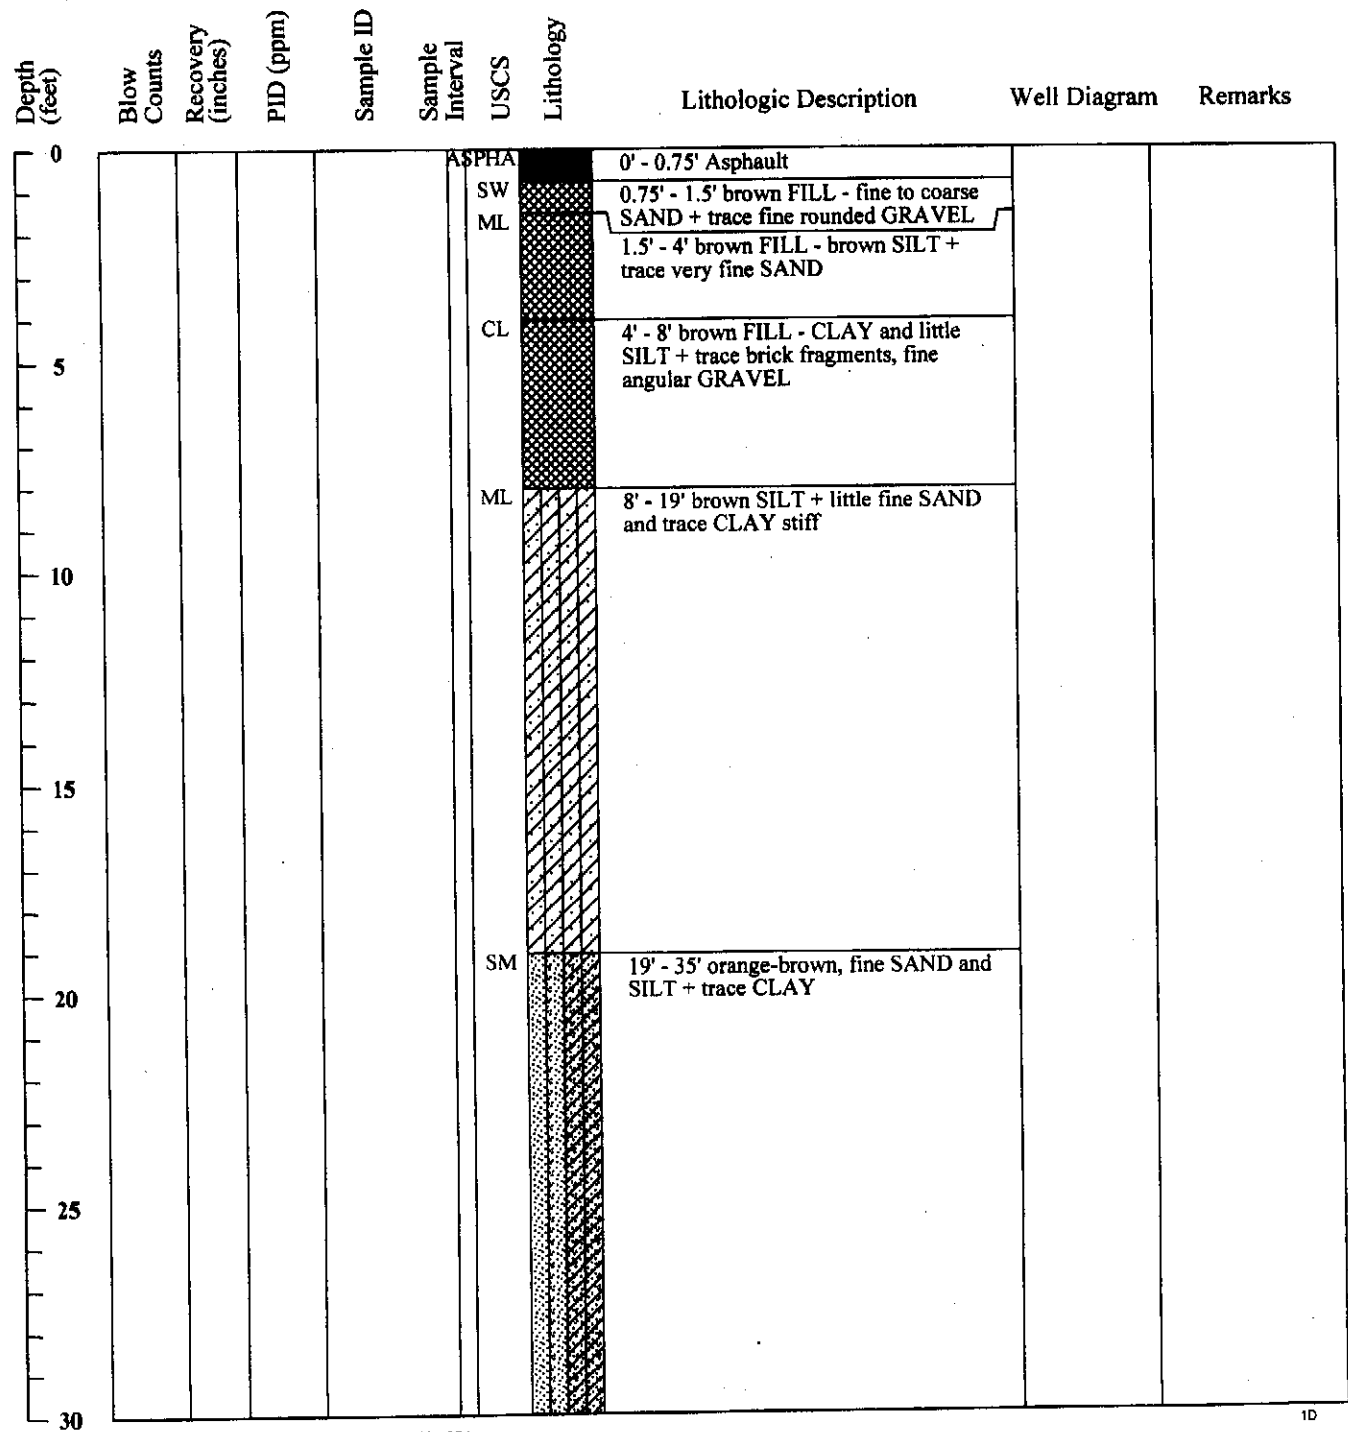 Depth
(feet)
Blow
Counts
Recovery
(inches)
PID (ppm)
Sample ID
Sample
Interval
USCS
Lithology
Lithologic Description
Well Diagram
Remarks
0
ASPHA
0' - 0.75' Asphault
SW
0.75' - 1.5' brown FILL - fine to coarse
SAND + trace fine rounded GRAVEL
ML
1.5' - 4' brown FILL - brown SILT +
trace very fine SAND
CL
4' - 8' brown FILL - CLAY and little
SILT + trace brick fragments, fine
angular GRAVEL
5
ML
8' - 19' brown SILT + little fine SAND
and trace CLAY stiff
10
15
SM
19' - 35' orange-brown, fine SAND and
SILT + trace CLAY
20
25
30
1D